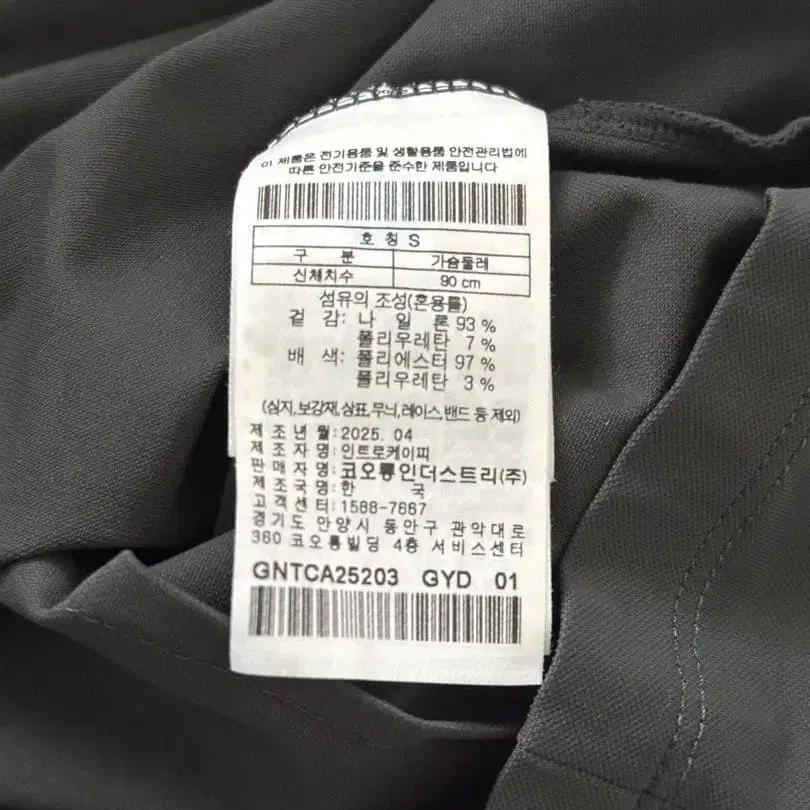 이 제품은 전기용품 및 생활용품 안전관리법에
따른 안전기준을 준수한 제품입니다
호 칭 S
구 분 가슴둘레
신체치수 90 cm
섬유의 조성(혼용률)
겉 감: 나 일 론 93 %
폴리우레탄 7 %
배 색: 폴리에스터 97 %
폴리우레탄 3 %
(심지,보강재,상표,무늬,레이스,밴드 등 제외)
제 조 년 월: 2025. 04
제 조 자 명: 인트로케이피
판 매 자 명: 코오롱인더스트리(주)
제 조 국 명: 한 국
고 객 센 터: 1588-7667
경기도 안양시 동안구 관악대로
360 코오롱빌딩 4층 서비스센터
GNTCA25203 GYD 01